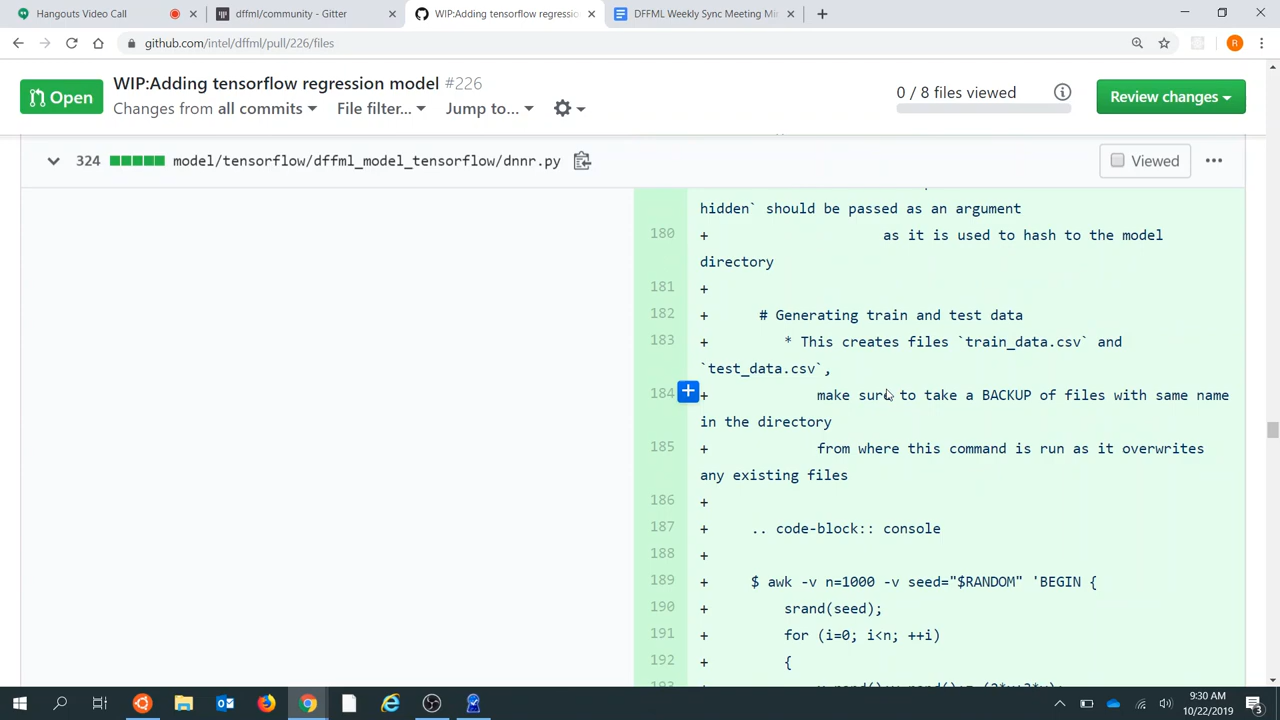 Hangouts Video Call
dffml/community - Gitter
WIP:Adding tensorflow regressio
DFFML Weekly Sync Meeting Mi
github.com/intel/dffml/pull/226/files
R
Open
WIP:Adding tensorflow regression model #226
Changes from all commits
File filter...
Jump to...
0 / 8 files viewed
Review changes
324 model/tensorflow/dffml_model_tensorflow/dnnr.py
Viewed
hidden` should be passed as an argument
180 + as it is used to hash to the model
directory
181 +
182 + # Generating train and test data
183 + * This creates files `train_data.csv` and
`test_data.csv`,
184 + make sure to take a BACKUP of files with same name
in the directory
185 + from where this command is run as it overwrites
any existing files
186 +
187 + .. code-block:: console
188 +
189 + $ awk -v n=1000 -v seed="$RANDOM" 'BEGIN {
190 + srand(seed);
191 + for (i=0; i<n; ++i)
192 + {
9:30 AM
10/22/2019
3